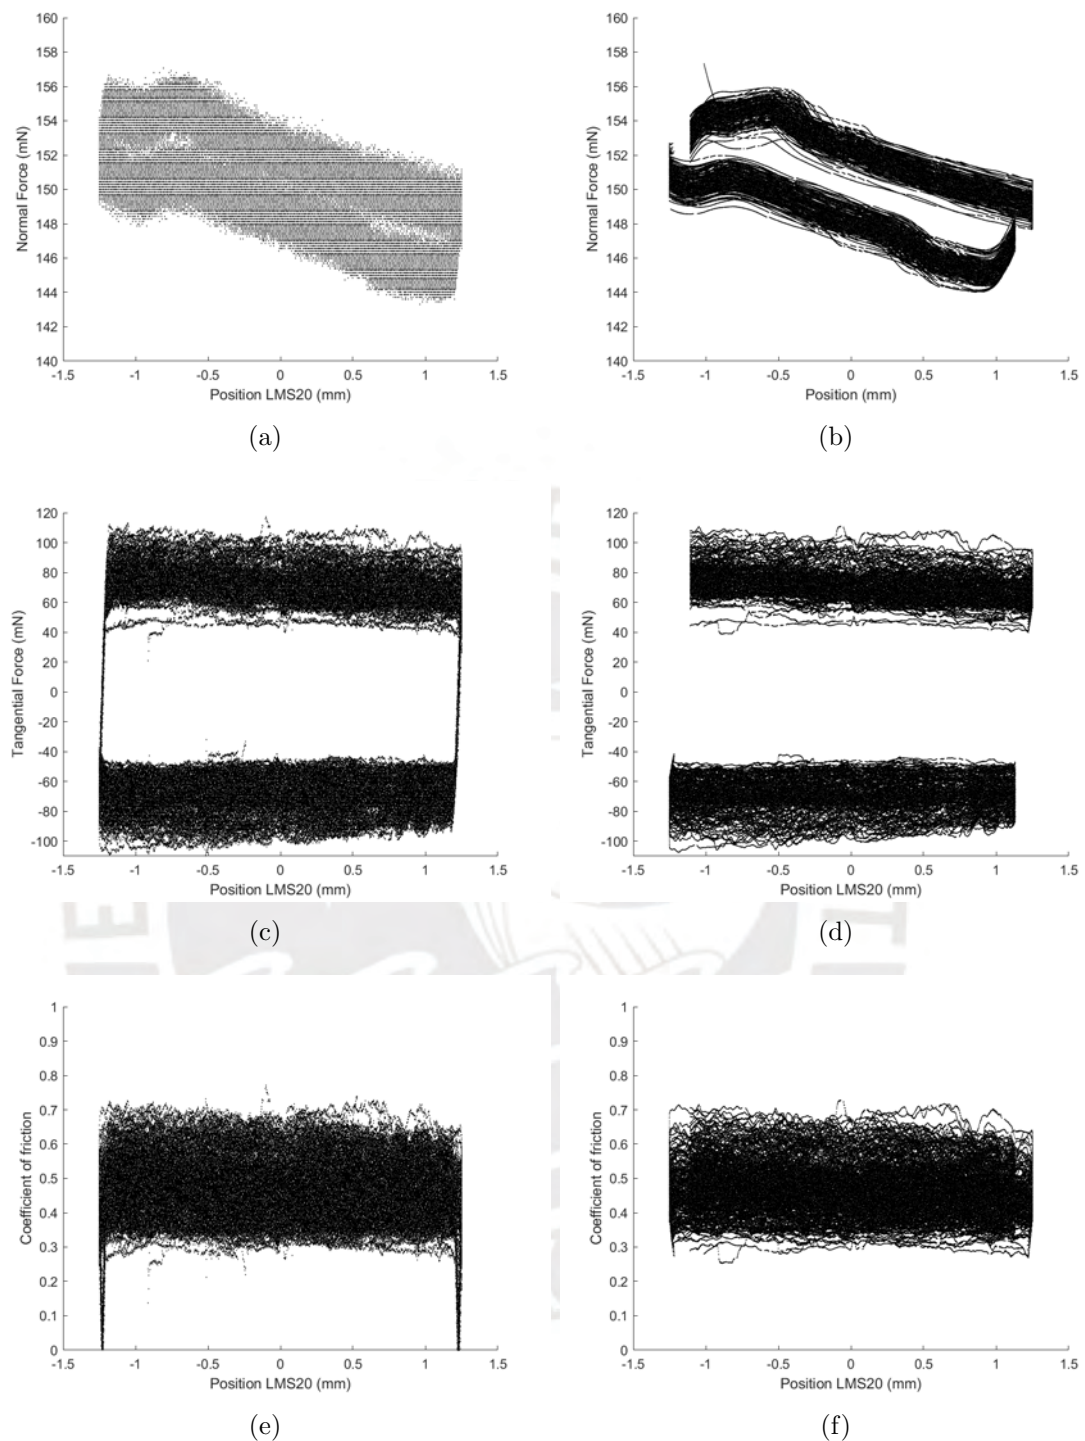 160
158
156
154
152
150
148
146
144
142
140
Normal Force (mN)
-1.5 -1 -0.5 0 0.5 1 1.5
Position LMS20 (mm)
(a)
160
158
156
154
152
150
148
146
144
142
140
Normal Force (mN)
-1.5 -1 -0.5 0 0.5 1 1.5
Position (mm)
(b)
120
100
80
60
40
20
0
-20
-40
-60
-80
-100
Tangential Force (mN)
-1.5 -1 -0.5 0 0.5 1 1.5
Position LMS20 (mm)
(c)
120
100
80
60
40
20
0
-20
-40
-60
-80
-100
Tangential Force (mN)
-1.5 -1 -0.5 0 0.5 1 1.5
Position LMS20 (mm)
(d)
1
0.9
0.8
0.7
0.6
0.5
0.4
0.3
0.2
0.1
0
Coefficient of friction
-1.5 -1 -0.5 0 0.5 1 1.5
Position LMS20 (mm)
(e)
1
0.9
0.8
0.7
0.6
0.5
0.4
0.3
0.2
0.1
0
Coefficient of friction
-1.5 -1 -0.5 0 0.5 1 1.5
Position LMS20 (mm)
(f)